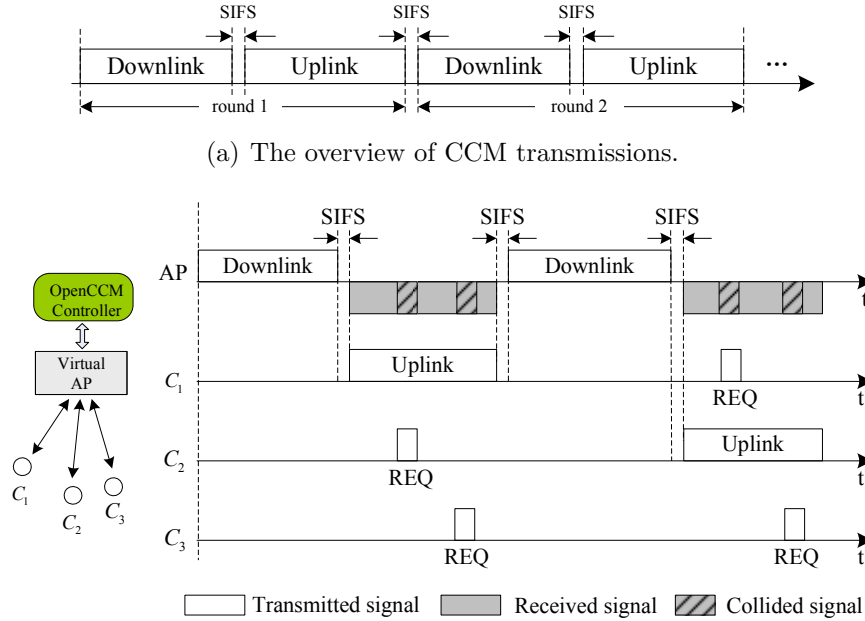 SIFS SIFS SIFS
Downlink Uplink Downlink Uplink ...
round 1 round 2
(a) The overview of CCM transmissions.
SIFS SIFS SIFS
AP Downlink Downlink t
OpenCCM
Controller
Virtual
AP
C1 Uplink REQ t
C2 REQ Uplink t
C3 REQ REQ t
C1 C2 C3
Transmitted signal Received signal Collided signal